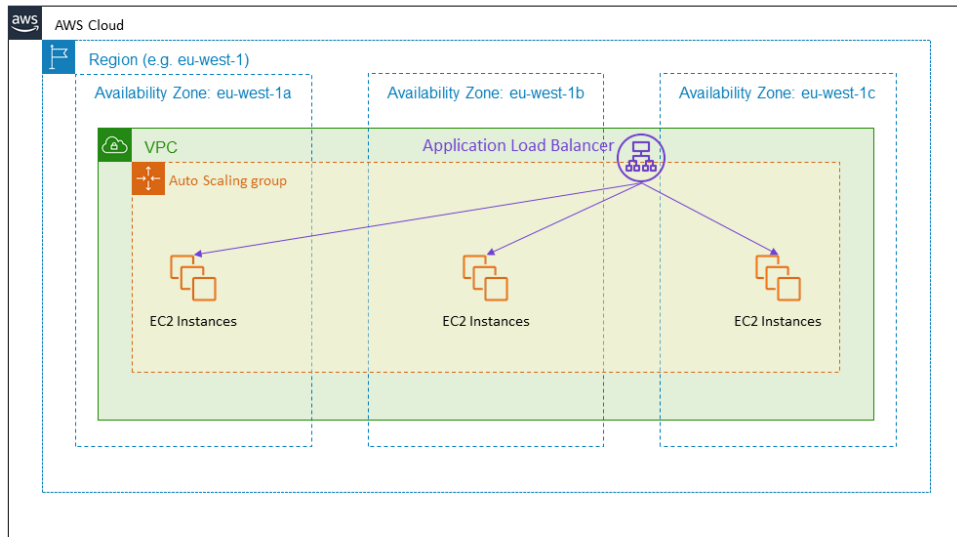 aws
AWS Cloud
Region (e.g. eu-west-1)
Availability Zone: eu-west-1a
Availability Zone: eu-west-1b
Availability Zone: eu-west-1c
VPC
Application Load Balancer
Auto Scaling group
EC2 Instances
EC2 Instances
EC2 Instances